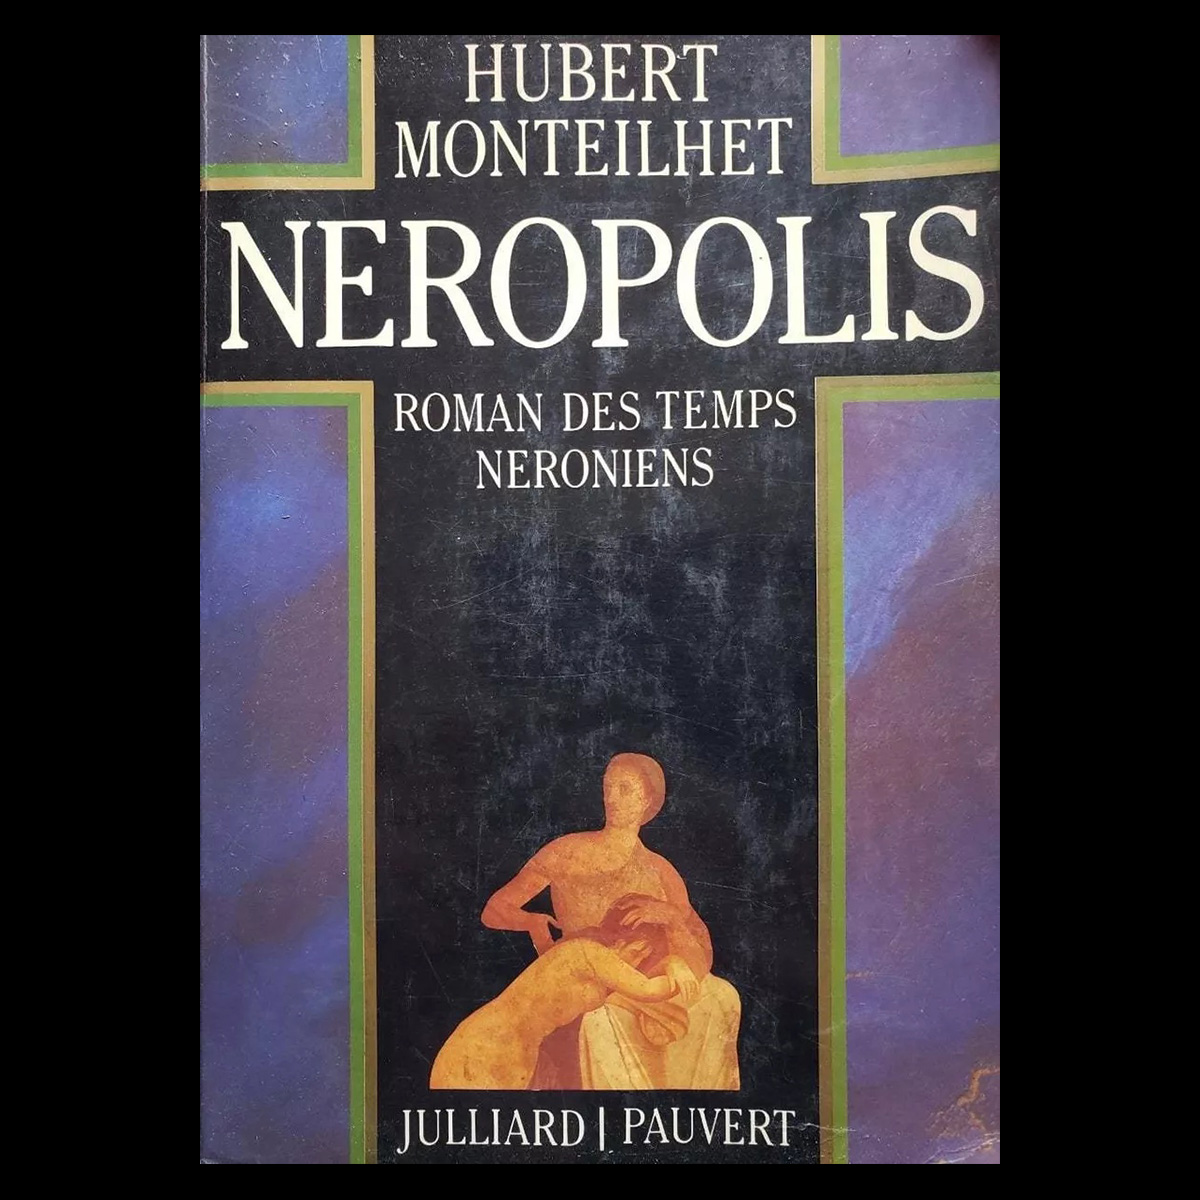 HUBERT
MONTEILHET
NEROPOLIS
ROMAN DES TEMPS
NERONIENS
JULLIARD | PAUVERT